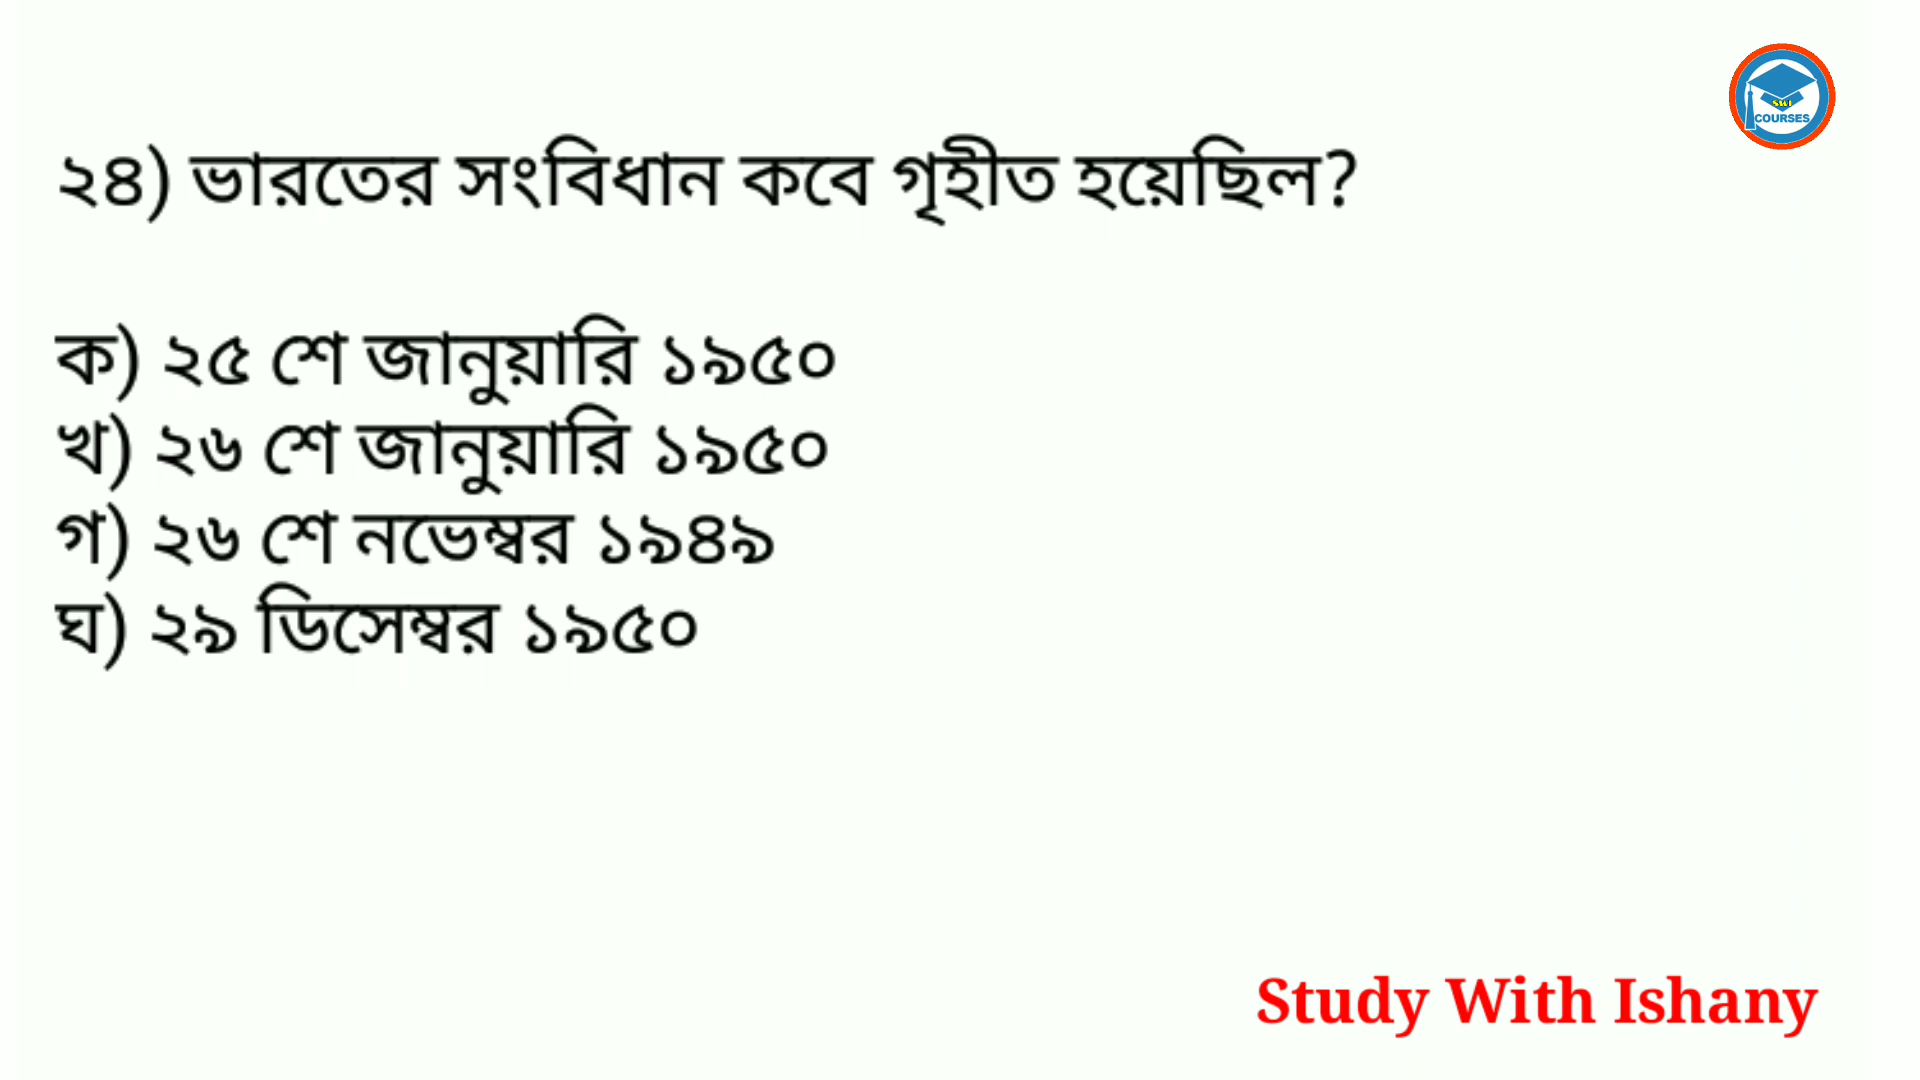 SWI
COURSES
২৪) ভারতের সংবিধান কবে গৃহীত হয়েছিল?
ক) ২৫ শে জানুয়ারি ১৯৫০
খ) ২৬ শে জানুয়ারি ১৯৫০
গ) ২৬ শে নভেম্বর ১৯৪৯
ঘ) ২৯ ডিসেম্বর ১৯৫০
Study With Ishany